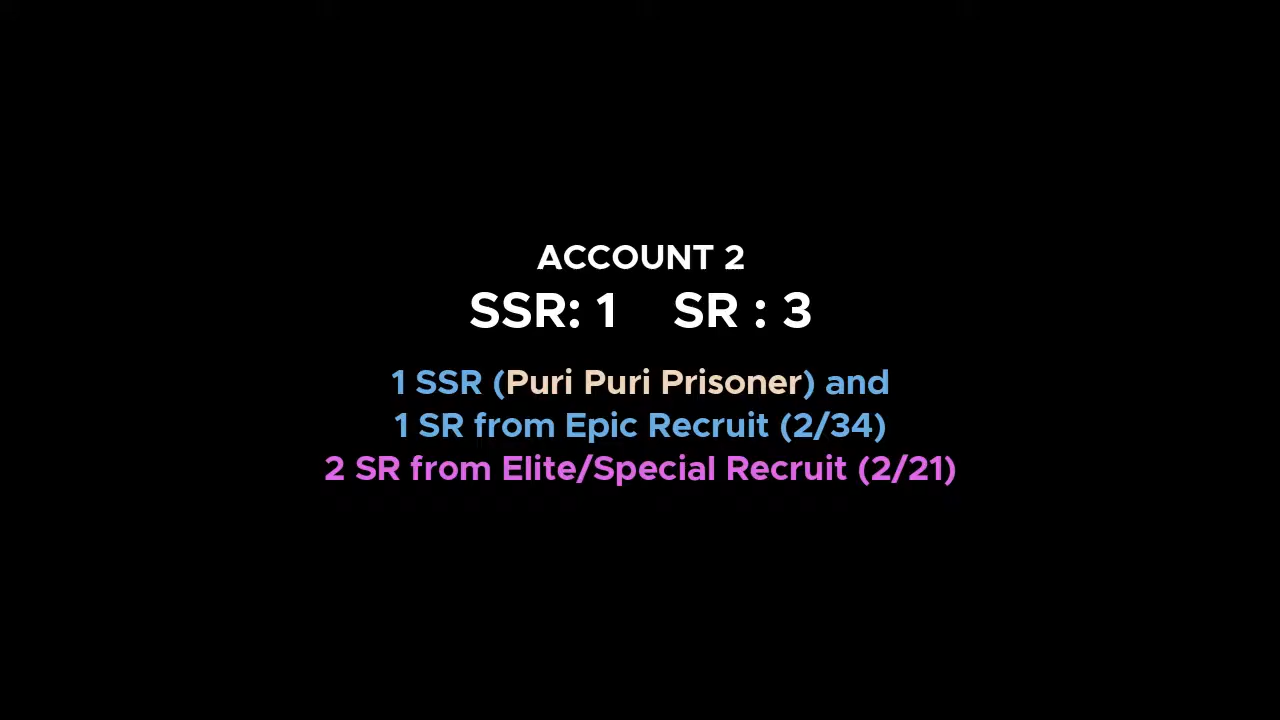 ACCOUNT 2
SSR: 1 SR : 3
1 SSR (Puri Puri Prisoner) and
1 SR from Epic Recruit (2/34)
2 SR from Elite/Special Recruit (2/21)